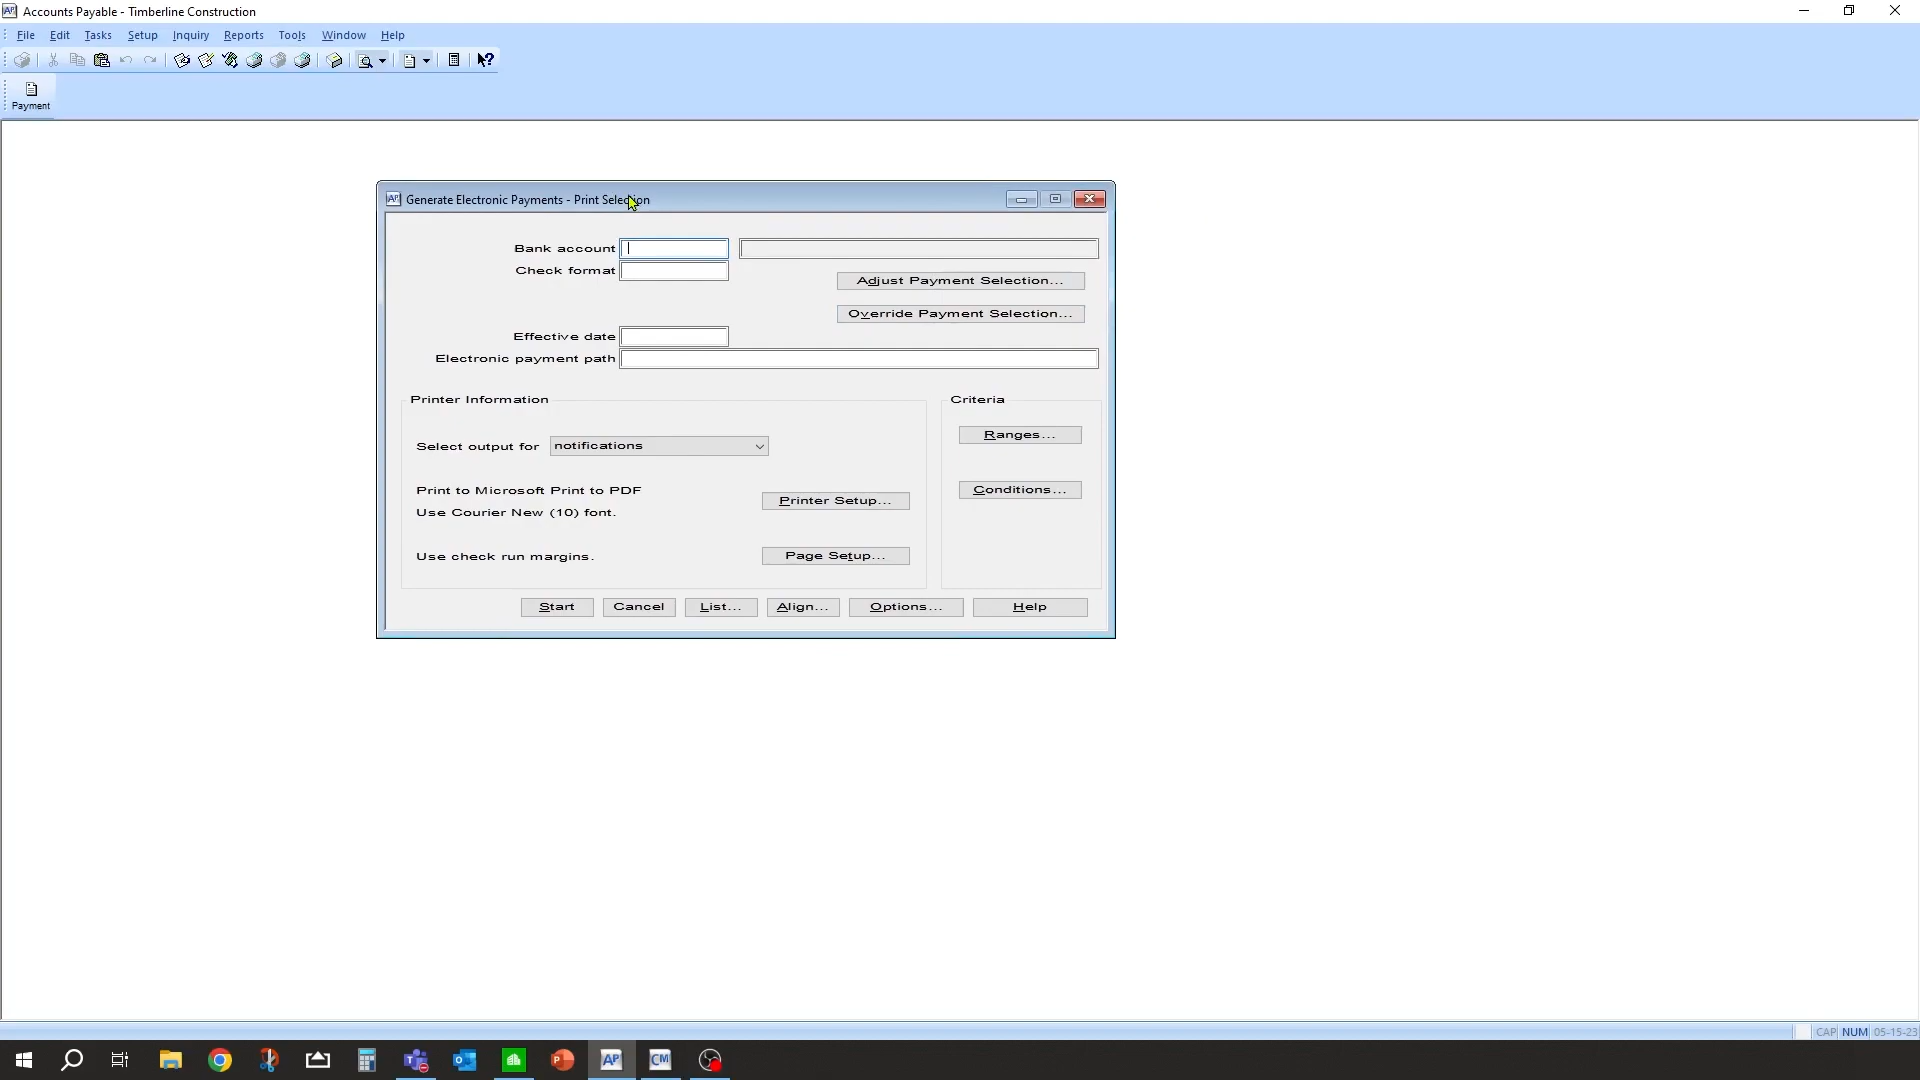 Accounts Payable - Timberline Construction
File Edit Tasks Setup Inquiry Reports Tools Window Help
Payment
Generate Electronic Payments - Print Selection
Bank account
Check format
Adjust Payment Selection...
Override Payment Selection...
Effective date
Electronic payment path
Printer Information
Criteria
Select output for notifications
Ranges...
Print to Microsoft Print to PDF
Printer Setup...
Conditions...
Use Courier New (10) font.
Use check run margins.
Page Setup...
Start Cancel List... Align... Options... Help
CAP NUM 05-15-23
AP CM